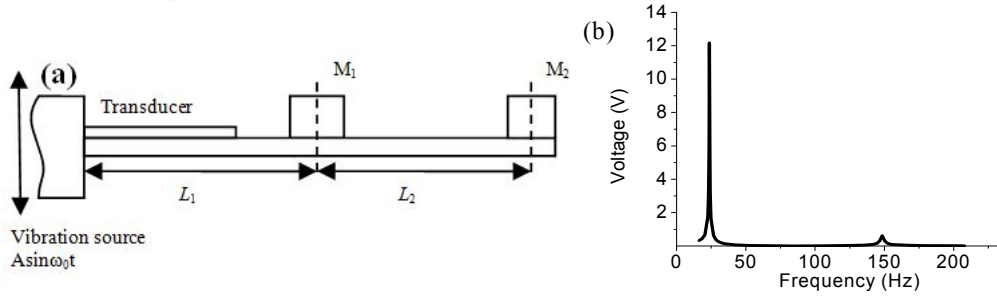 (a)
M₁
M₂
Transducer
L₁
L₂
Vibration source
Asinω₀t
(b)
14
12
10
8
6
4
2
Voltage (V)
0
50
100
150
200
Frequency (Hz)